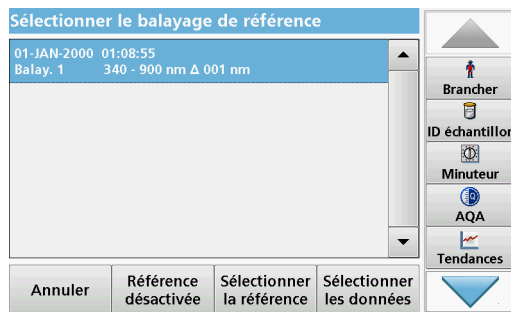 Sélectionner le balayage de référence
01-JAN-2000 01:08:55
Balay. 1 340 - 900 nm Δ 001 nm
Brancher
ID échantillon
Minuteur
AQA
Tendances
Annuler
Référence
désactivée
Sélectionner
la référence
Sélectionner
les données